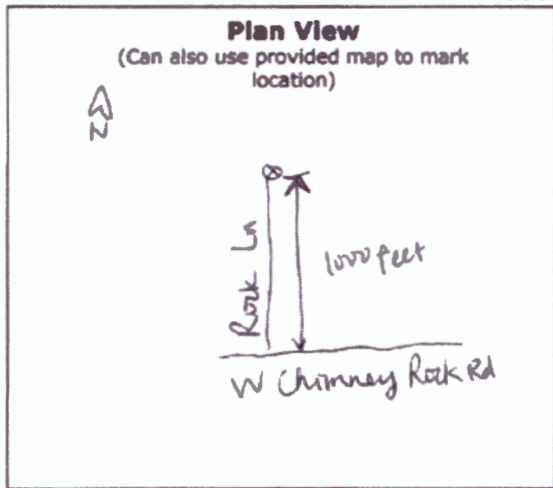 Plan View
(Can also use provided map to mark
location)
N
Rock Ln
1000 feet
W Chimney Rock Rd